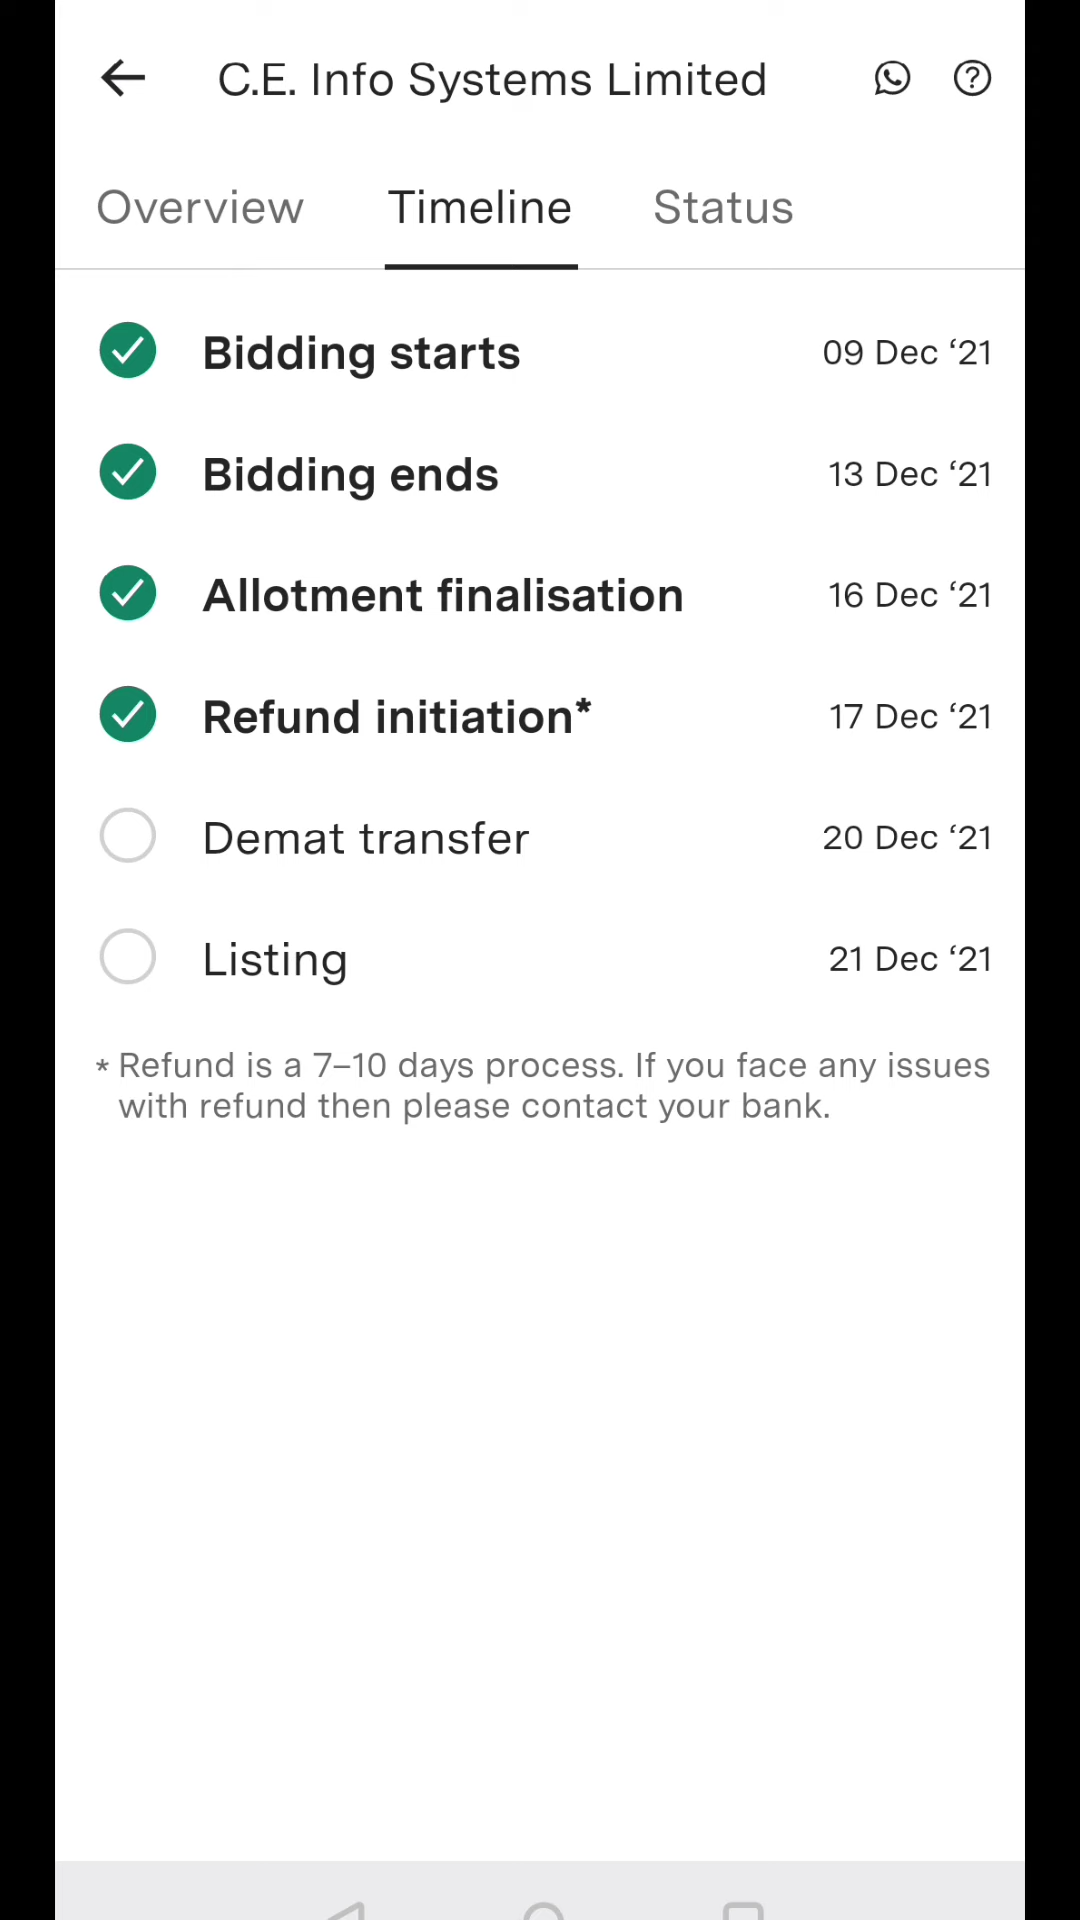 C.E. Info Systems Limited
Overview Timeline Status
Bidding starts 09 Dec ‘21
Bidding ends 13 Dec ‘21
Allotment finalisation 16 Dec ‘21
Refund initiation* 17 Dec ‘21
Demat transfer 20 Dec ‘21
Listing 21 Dec ‘21
* Refund is a 7–10 days process. If you face any issues
with refund then please contact your bank.